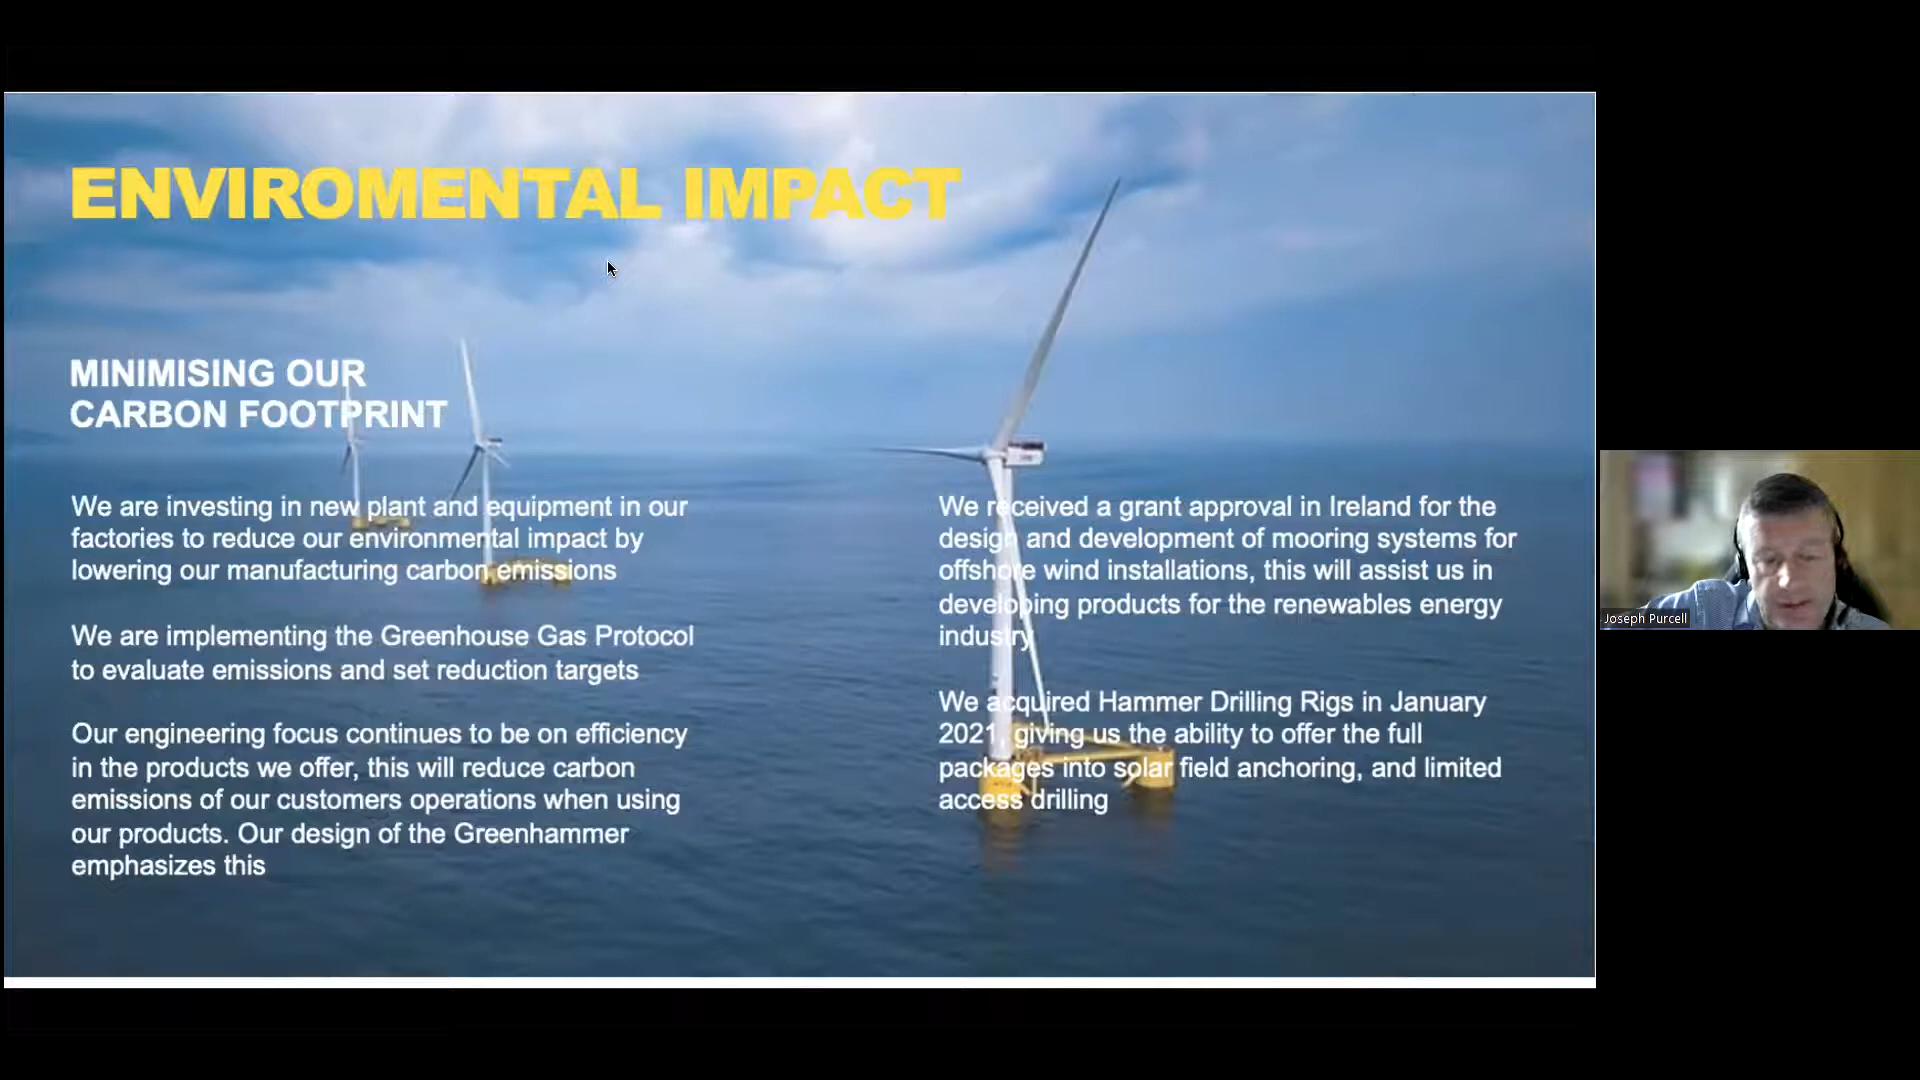 ENVIROMENTAL IMPACT
MINIMISING OUR
CARBON FOOTPRINT
We are investing in new plant and equipment in our
factories to reduce our environmental impact by
lowering our manufacturing carbon emissions
We are implementing the Greenhouse Gas Protocol
to evaluate emissions and set reduction targets
Our engineering focus continues to be on efficiency
in the products we offer, this will reduce carbon
emissions of our customers operations when using
our products. Our design of the Greenhammer
emphasizes this
We received a grant approval in Ireland for the
design and development of mooring systems for
offshore wind installations, this will assist us in
developing products for the renewables energy
industry
We acquired Hammer Drilling Rigs in January
2021, giving us the ability to offer the full
packages into solar field anchoring, and limited
access drilling
Joseph Purcell